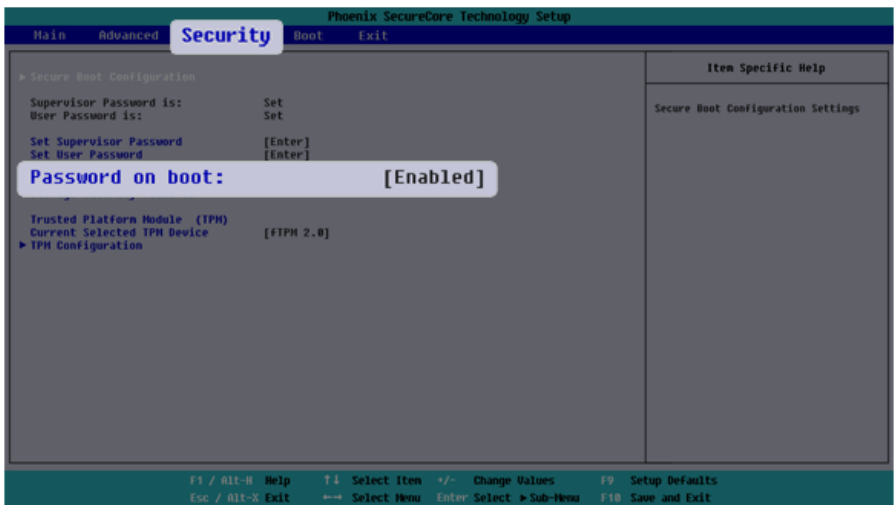 Phoenix SecureCore Technology Setup
Main Advanced Security Boot Exit
Item Specific Help
▶ Secure Boot Configuration
Secure Boot Configuration Settings
Supervisor Password is: Set
User Password is: Set
Set Supervisor Password [Enter]
Set User Password [Enter]
Password on boot: [Enabled]
Trusted Platform Module (TPM)
Current Selected TPM Device [fTPM 2.0]
▶ TPM Configuration
F1 / Alt-H Help ↑↓ Select Item +/- Change Values F9 Setup Defaults
Esc / Alt-X Exit ←→ Select Menu Enter Select ▶ Sub-Menu F10 Save and Exit